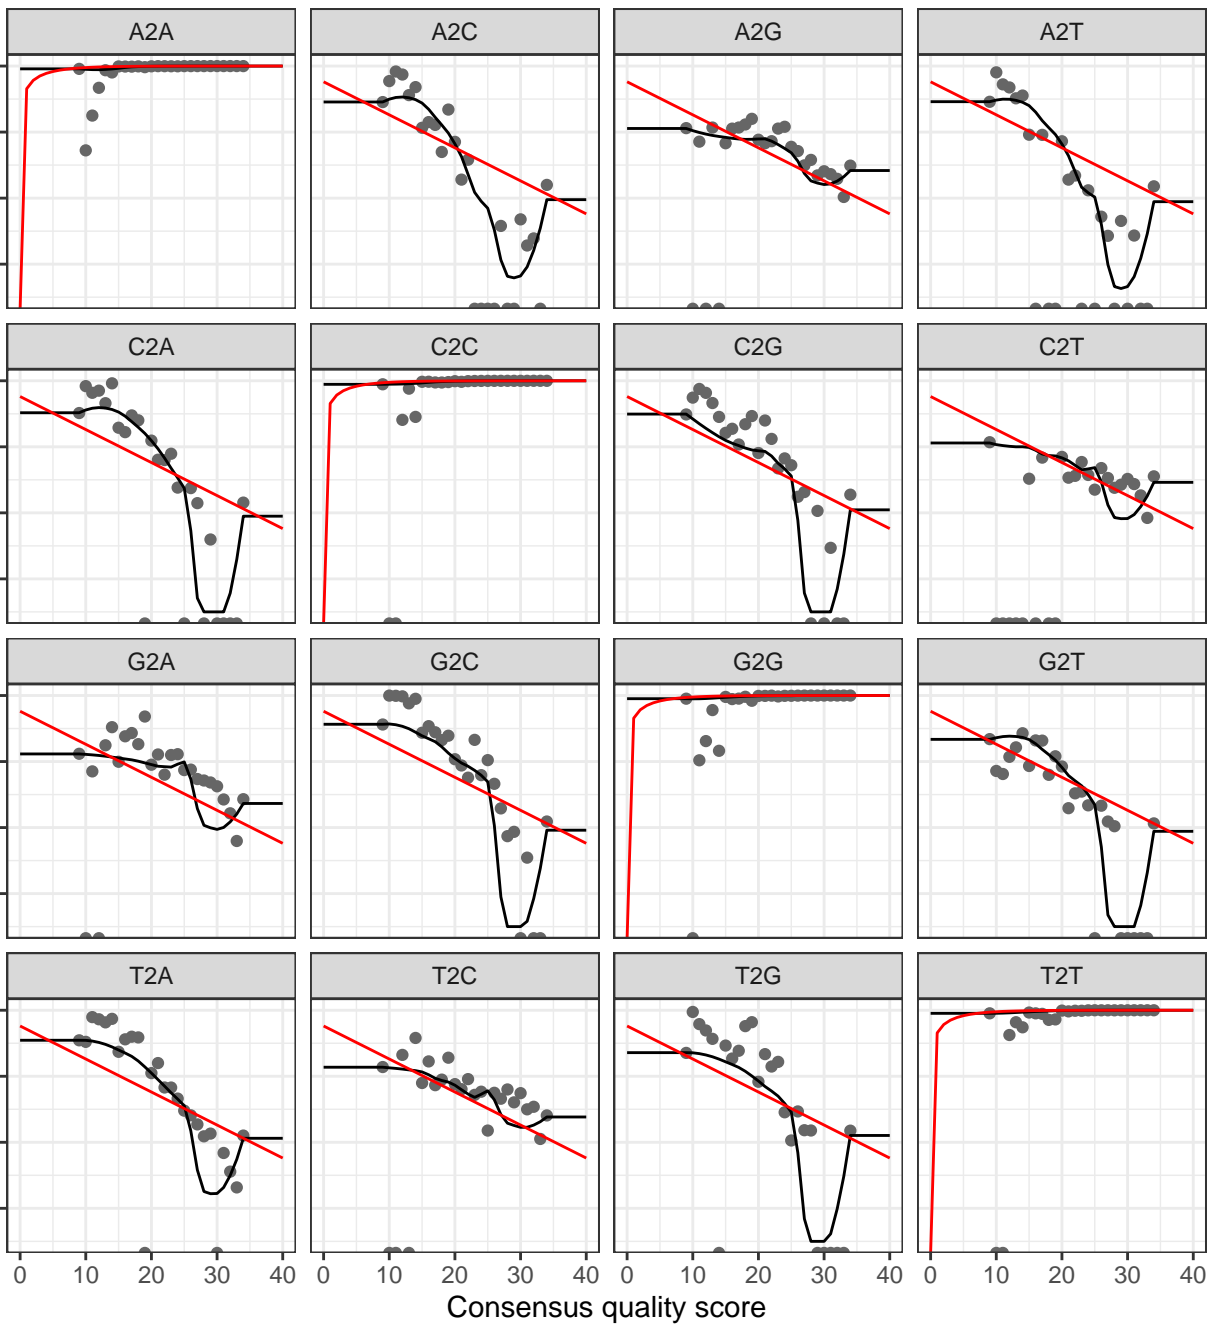 A2A A2C A2G A2T
C2A C2C C2G C2T
G2A G2C G2G G2T
T2A T2C T2G T2T
0 10 20 30 40 0 10 20 30 40 0 10 20 30 40 0 10 20 30 40
Consensus quality score